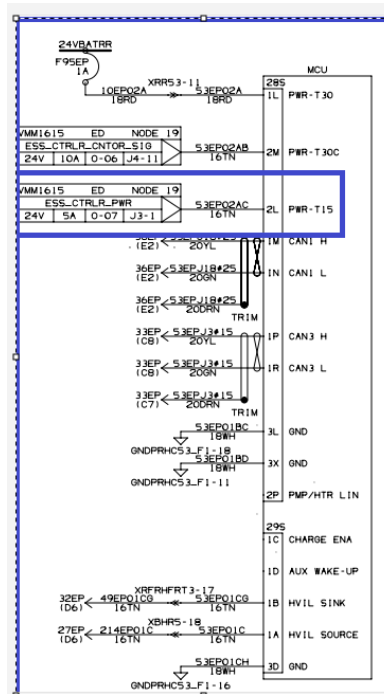 24VBATRR
F95EP
1A
XRR53-11
MCU
28S
10EP02A 53EP02A 1L PWR-T30
18RD 18RD
VMM1615 ED NODE 19
ESS_CTRLR_CNTOR_SIG 53EP02AB 2M PWR-T30C
24V 10A O-06 J4-11 16TN
VMM1615 ED NODE 19
ESS_CTRLR_PWR 53EP02AC 2L PWR-T15
24V 5A O-07 J3-1 16TN
(E2) 20YL 1M CAN1 H
36EP 53EPJ18#25 1N CAN1 L
(E2) 20GN
36EP 53EPJ18#25
(E2) 20DRN
TRIM
33EP 53EPJ3#15 1P CAN3 H
(C8) 20YL
33EP 53EPJ3#15 1R CAN3 L
(C8) 20GN
33EP 53EPJ3#15
(C7) 20DRN
TRIM
53EP01BC 3L GND
18WH
GNDPRHC53_F1-18
53EP01BD 3X GND
18WH
GNDPRHC53_F1-11
2P PMP/HTR LIN
29S
1C CHARGE ENA
1D AUX WAKE-UP
XRFRHFRT3-17
32EP 49EP01CG 53EP01CG 1B HVIL SINK
(D6) 16TN 16TN
XBHR5-18
27EP 214EP01C 53EP01C 1A HVIL SOURCE
(D6) 16TN 16TN
53EP01CH 3D GND
18WH
GNDPRHC53_F1-16